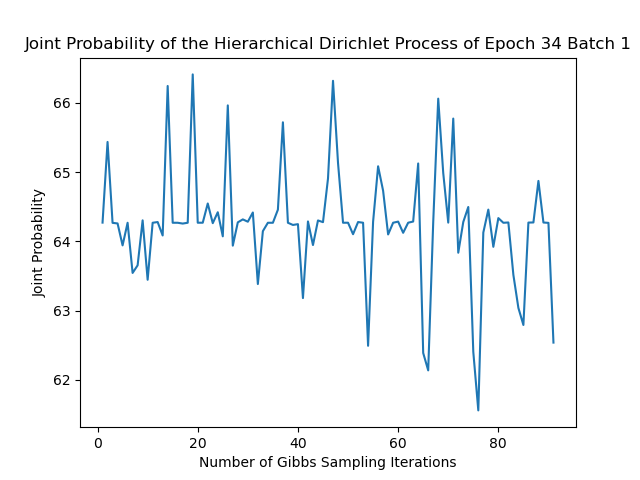 Joint Probability of the Hierarchical Dirichlet Process of Epoch 34 Batch 1
66
65
64
63
62
Joint Probability
0 20 40 60 80
Number of Gibbs Sampling Iterations